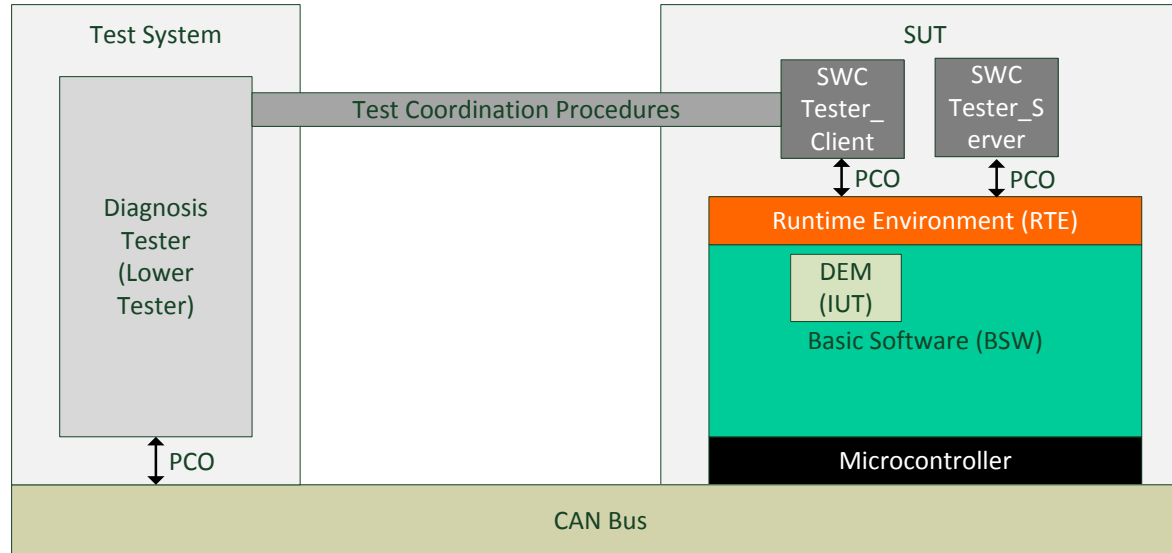 Test System
Diagnosis
Tester
(Lower
Tester)
PCO
Test Coordination Procedures
SUT
SWC
Tester_
Client
SWC
Tester_S
erver
PCO
PCO
Runtime Environment (RTE)
DEM
(IUT)
Basic Software (BSW)
Microcontroller
CAN Bus